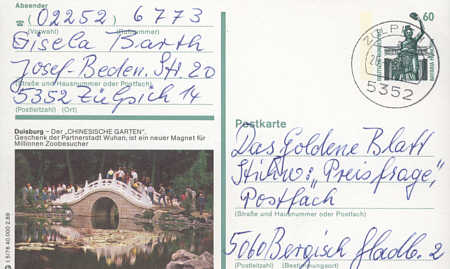 Absender
(02252) 6773
(Vorwahl) (Rufnummer)
Gisela Barth
Josef-Beden.Str. 20
(Straße und Hausnummer oder Postfach)
5352 Zülpich 14
(Postleitzahl) (Ort)
60
ZÜLPICH
5352
Duisburg – Der „CHINESISCHE GARTEN“,
Geschenk der Partnerstadt Wuhan, ist ein neuer Magnet für
Millionen Zoobesucher
Postkarte
Das Goldene Blatt
Stichw.: „Preisfrage“,
Postfach
(Straße und Hausnummer oder Postfach)
5060 Bergisch Gladb. 2
(Postleitzahl) (Bestimmungsort)